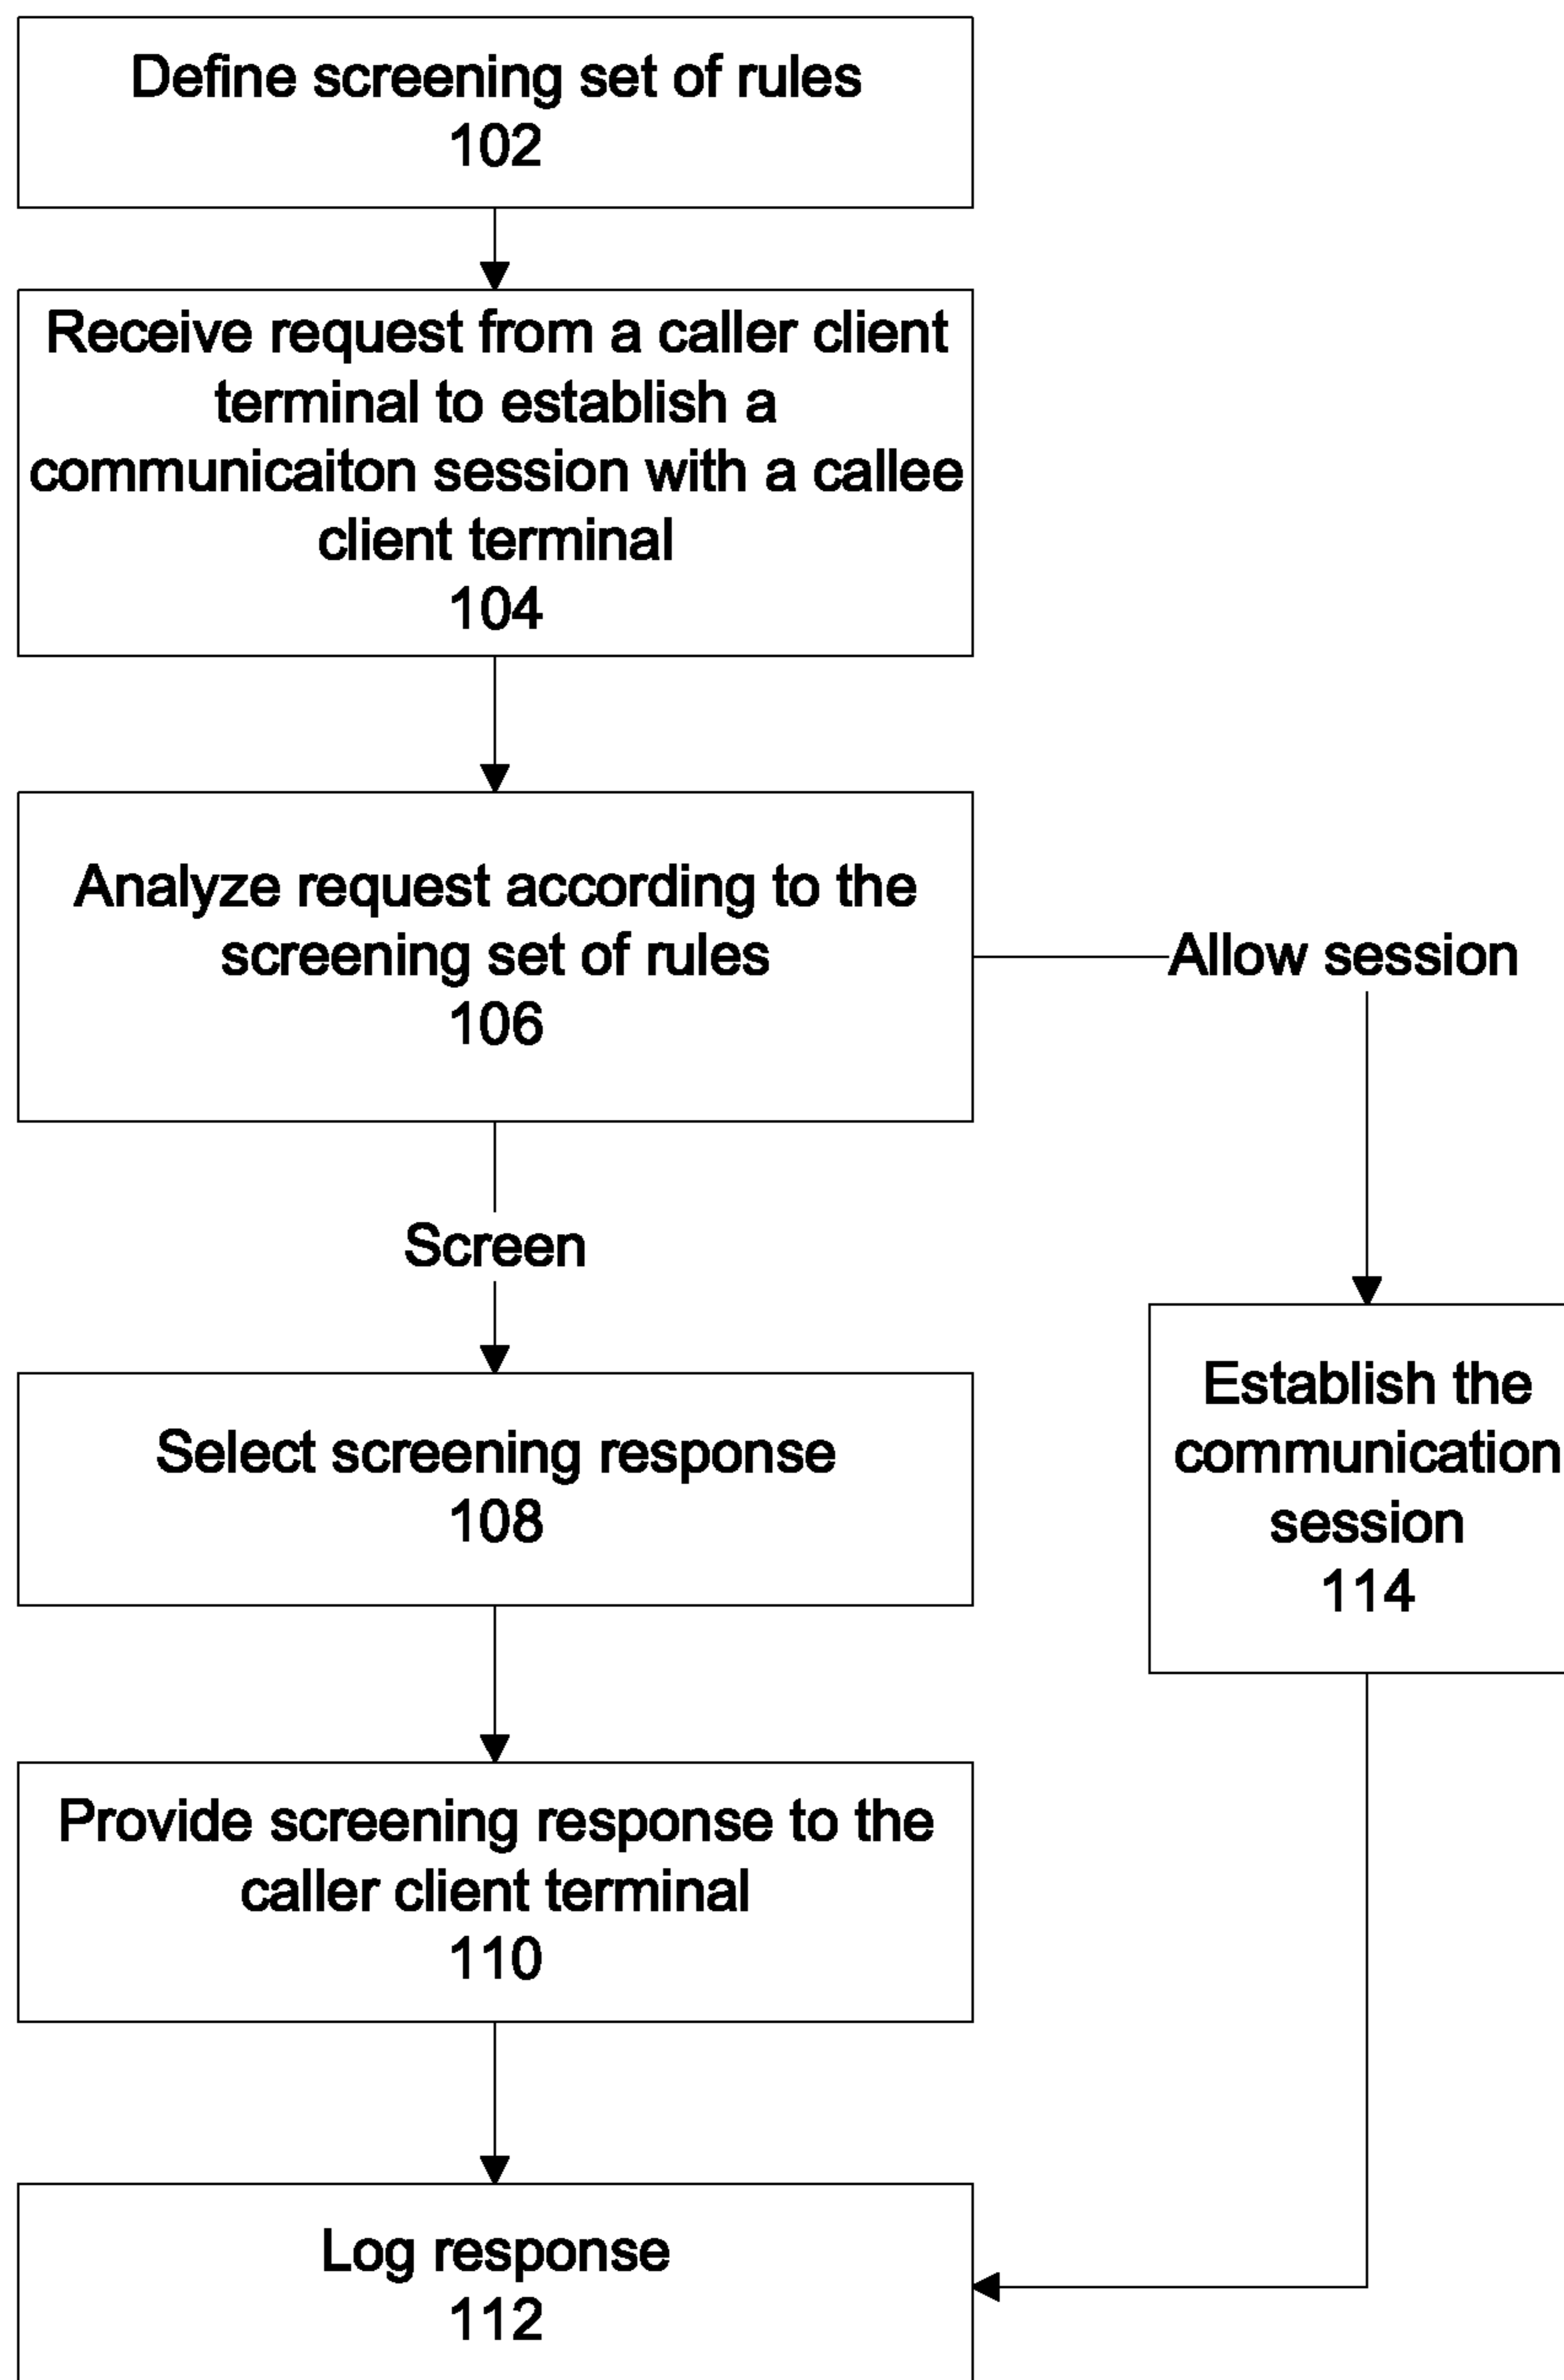 Define screening set of rules
102
Receive request from a caller client
terminal to establish a
communicaiton session with a callee
client terminal
104
Analyze request according to the
screening set of rules
106
Allow session
Screen
Select screening response
108
Establish the
communication
session
114
Provide screening response to the
caller client terminal
110
Log response
112